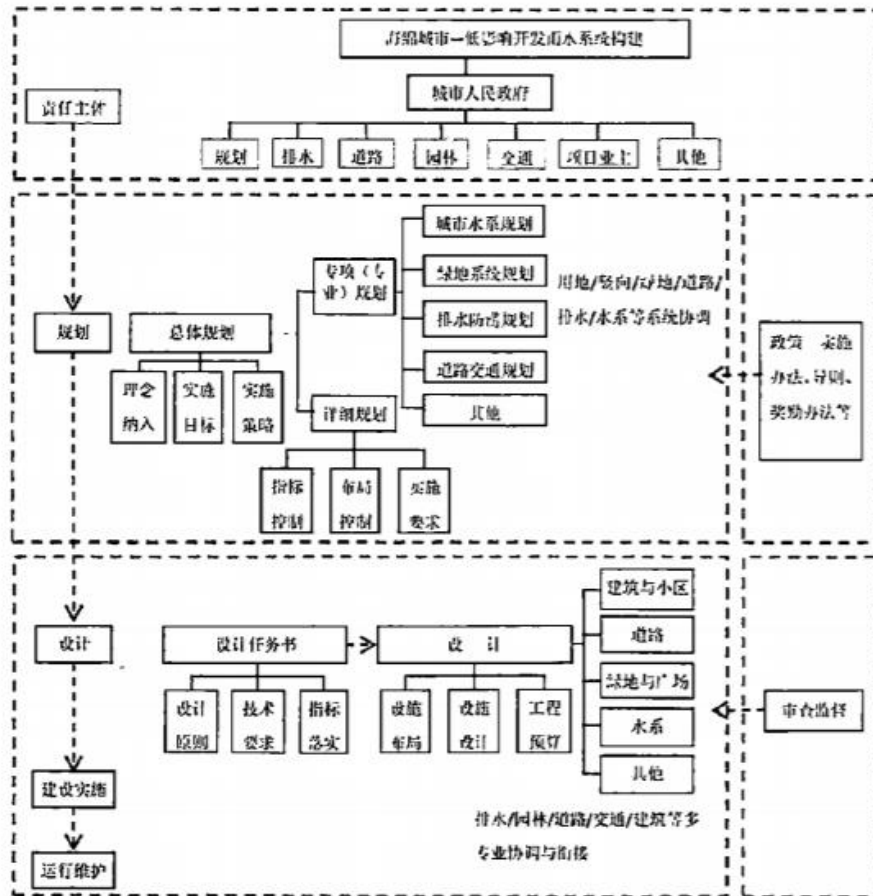 海绵城市—低影响开发雨水系统构建
城市人民政府
责任主体
规划
排水
道路
园林
交通
项目业主
其他
城市水系规划
专项（专
业）规划
绿地系统规划
用地/竖向/绿地/道路/
排水防涝规划
排水/水系等系统协调
规划
总体规划
道路交通规划
政策 实施
办法、导则、
奖励办法等
理念
纳入
实施
目标
实施
策略
详细规划
其他
指标
控制
布局
控制
实施
要求
建筑与小区
设计
设计任务书
设 计
道路
绿地与广场
设计
原则
技术
要求
指标
落实
设施
布局
设施
设计
工程
预算
水系
审查监督
其他
建设实施
排水/园林/道路/交通/建筑等多
专业协调与衔接
运行维护